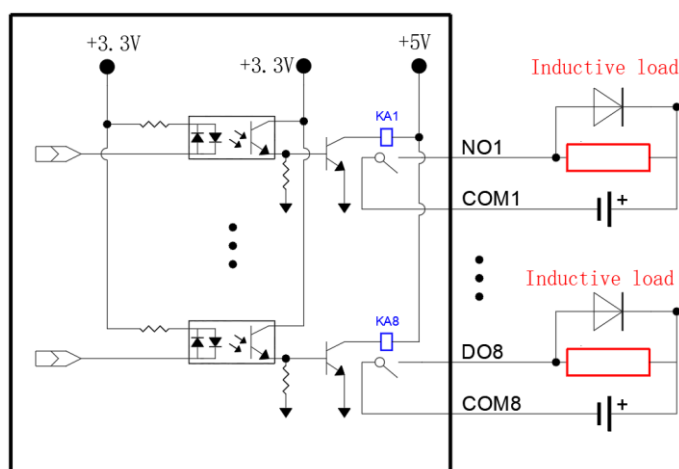 +3.3V
+3.3V
+5V
Inductive load
KA1
NO1
COM1
+
Inductive load
KA8
DO8
COM8
+